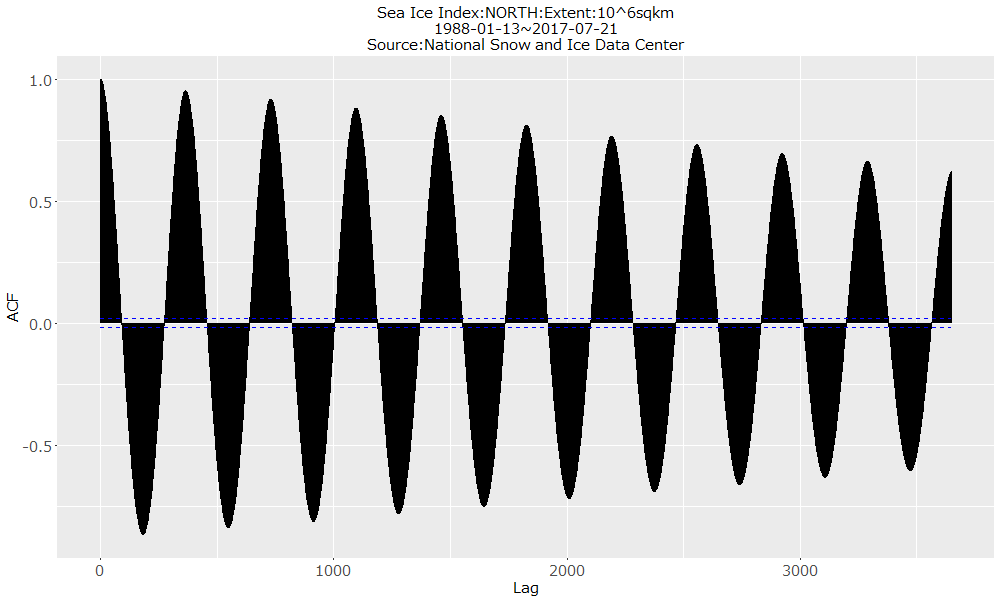 Sea Ice Index:NORTH:Extent:10^6sqkm
1988-01-13~2017-07-21
Source:National Snow and Ice Data Center
1.0
0.5
0.0
-0.5
ACF
0 1000 2000 3000
Lag